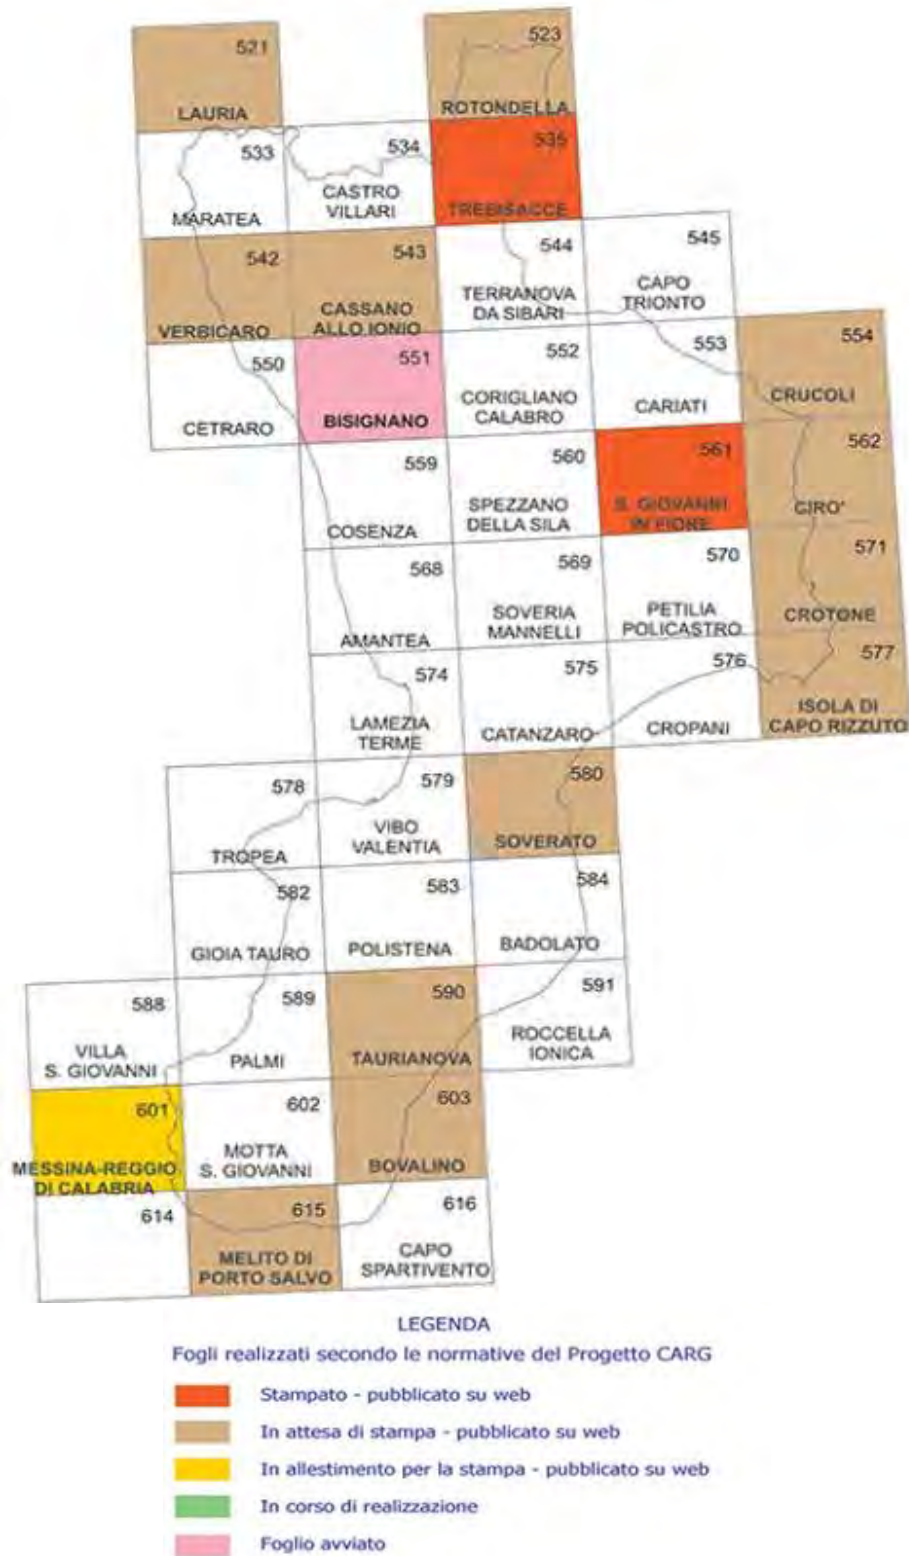 521
LAURIA
523
ROTONDELLA
533
MARATEA
534
CASTRO
VILLARI
535
TREBISACCE
542
VERBICARO
543
CASSANO
ALLO IONIO
544
TERRANOVA
DA SIBARI
545
CAPO
TRIONTO
550
CETRARO
551
BISIGNANO
552
CORIGLIANO
CALABRO
553
CARIATI
554
CRUCOLI
559
COSENZA
560
SPEZZANO
DELLA SILA
561
S. GIOVANNI
IN FIORE
562
CIRO'
568
AMANTEA
569
SOVERIA
MANNELLI
570
PETILIA
POLICASTRO
571
CROTONE
574
LAMEZIA
TERME
575
CATANZARO
576
CROPANI
577
ISOLA DI
CAPO RIZZUTO
578
TROPEA
579
VIBO
VALENTIA
580
SOVERATO
582
GIOIA TAURO
583
POLISTENA
584
BADOLATO
588
VILLA
S. GIOVANNI
589
PALMI
590
TAURIANOVA
591
ROCCELLA
IONICA
601
MESSINA-REGGIO
DI CALABRIA
602
MOTTA
S. GIOVANNI
603
BOVALINO
614
615
MELITO DI
PORTO SALVO
616
CAPO
SPARTIVENTO
LEGENDA
Fogli realizzati secondo le normative del Progetto CARG
Stampato - pubblicato su web
In attesa di stampa - pubblicato su web
In allestimento per la stampa - pubblicato su web
In corso di realizzazione
Foglio avviato